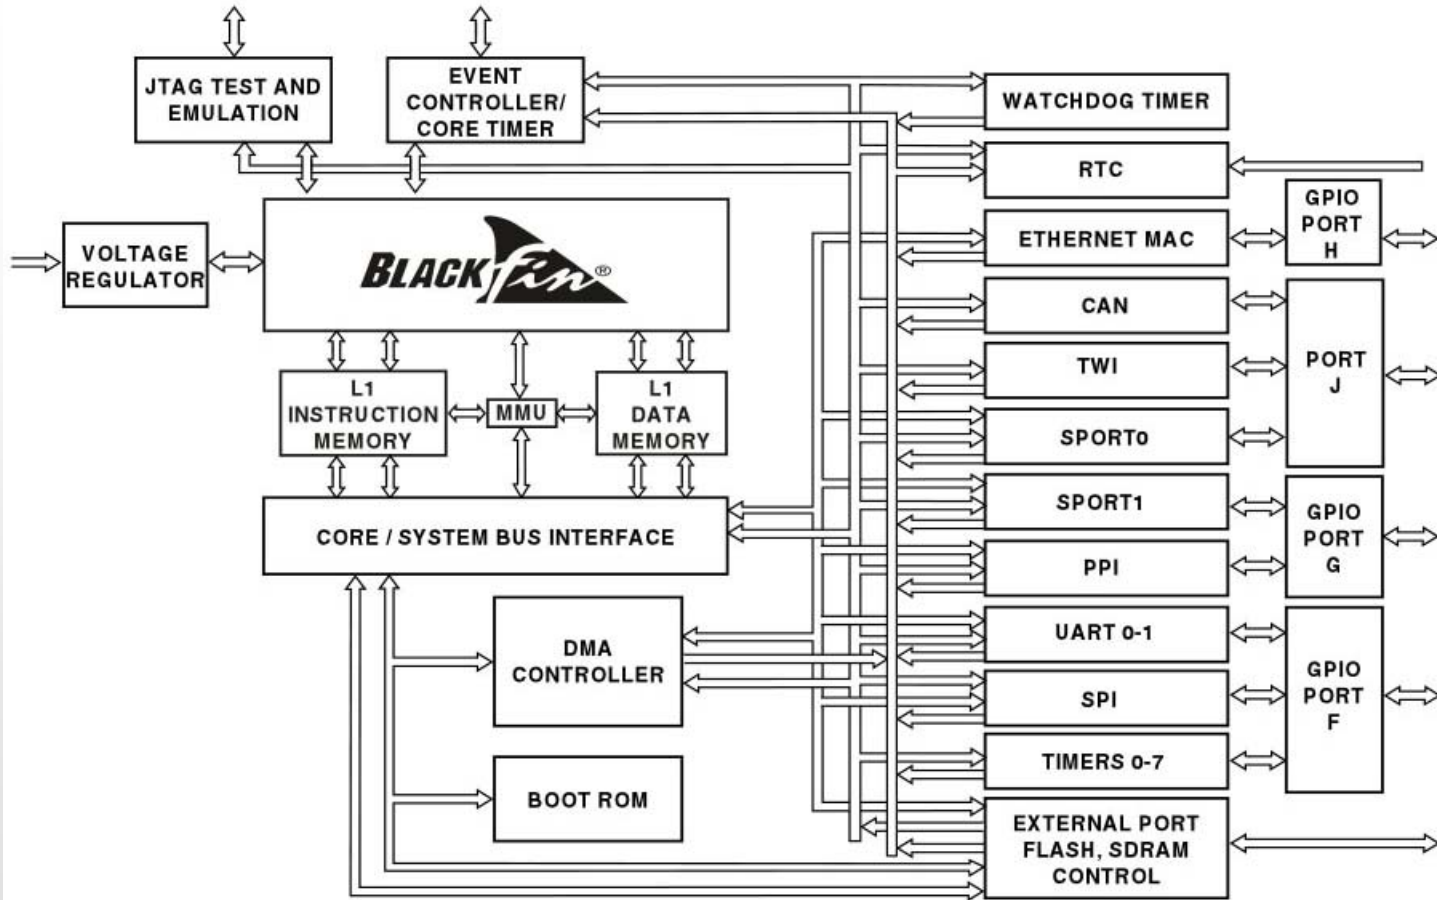 JTAG TEST AND
EMULATION
EVENT
CONTROLLER/
CORE TIMER
WATCHDOG TIMER
RTC
GPIO
PORT
H
VOLTAGE
REGULATOR
BLACKfin®
ETHERNET MAC
CAN
L1
INSTRUCTION
MEMORY
MMU
L1
DATA
MEMORY
TWI
PORT
J
SPORT0
CORE / SYSTEM BUS INTERFACE
SPORT1
GPIO
PORT
G
PPI
DMA
CONTROLLER
UART 0-1
SPI
GPIO
PORT
F
TIMERS 0-7
BOOT ROM
EXTERNAL PORT
FLASH, SDRAM
CONTROL